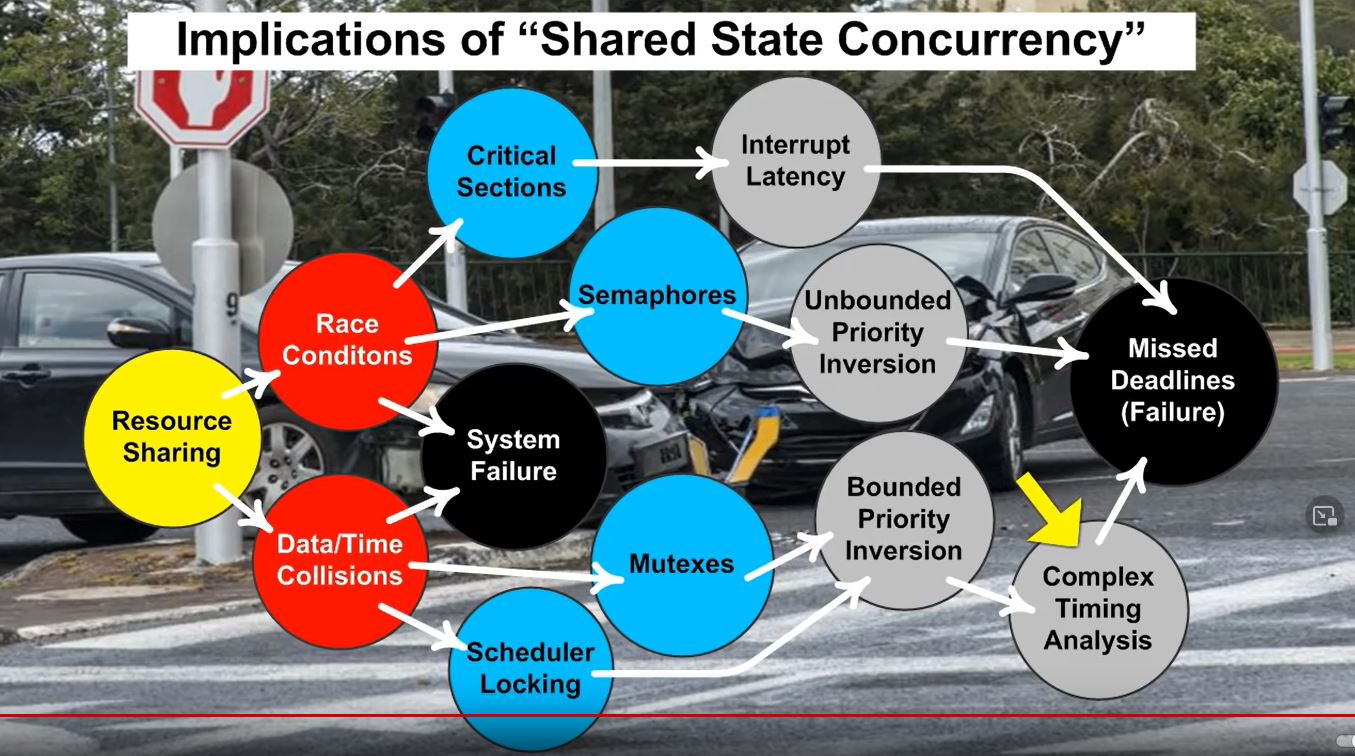 Implications of “Shared State Concurrency”
Critical
Sections
Interrupt
Latency
Semaphores
Unbounded
Priority
Inversion
Race
Conditons
Missed
Deadlines
(Failure)
Resource
Sharing
System
Failure
Bounded
Priority
Inversion
Data/Time
Collisions
Mutexes
Complex
Timing
Analysis
Scheduler
Locking
9